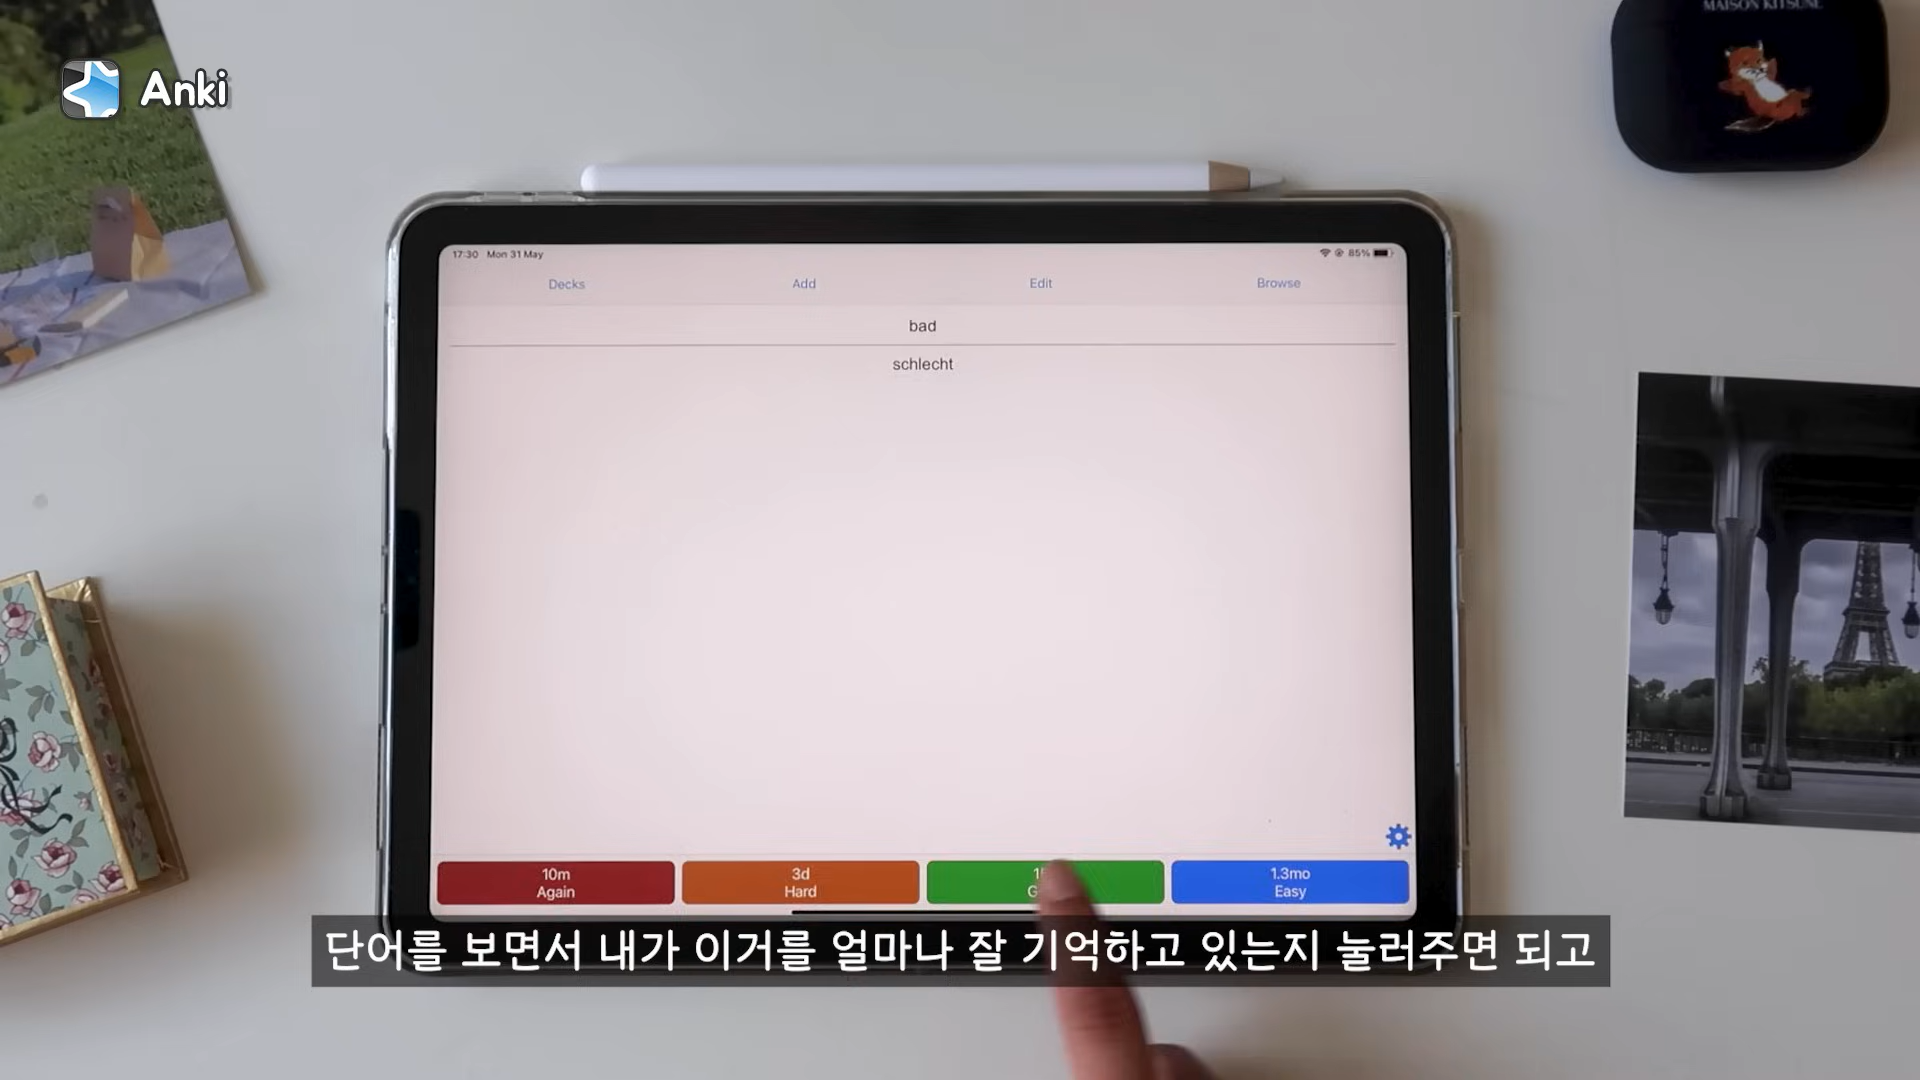 MAISON KITSUNÉ
Anki
17:30 Mon 31 May
85%
Decks
Add
Edit
Browse
bad
schlecht
10m
Again
3d
Hard
1.3mo
Easy
단어를 보면서 내가 이거를 얼마나 잘 기억하고 있는지 눌러주면 되고